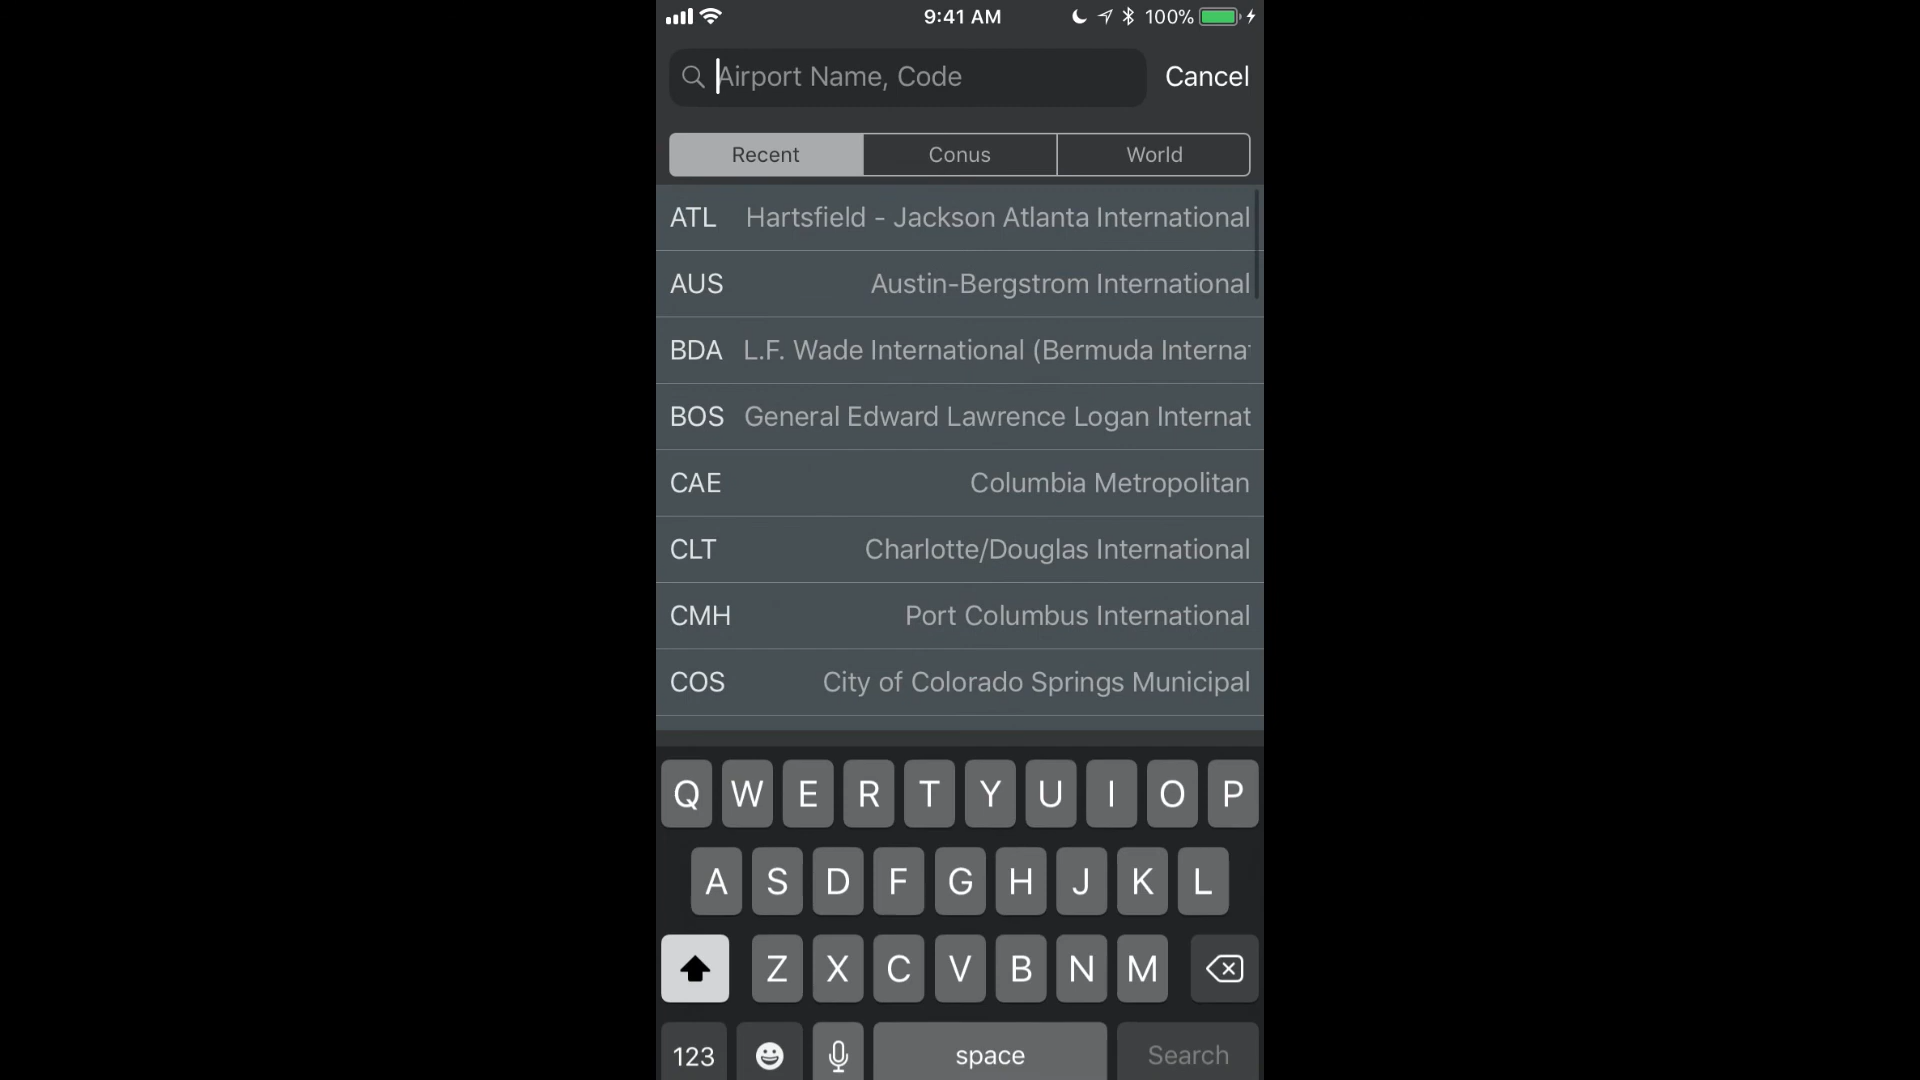 9:41 AM 100%
Airport Name, Code Cancel
Recent Conus World
ATL Hartsfield - Jackson Atlanta International
AUS Austin-Bergstrom International
BDA L.F. Wade International (Bermuda Interna
BOS General Edward Lawrence Logan Internat
CAE Columbia Metropolitan
CLT Charlotte/Douglas International
CMH Port Columbus International
COS City of Colorado Springs Municipal
Q W E R T Y U I O P
A S D F G H J K L
Z X C V B N M
123 space Search